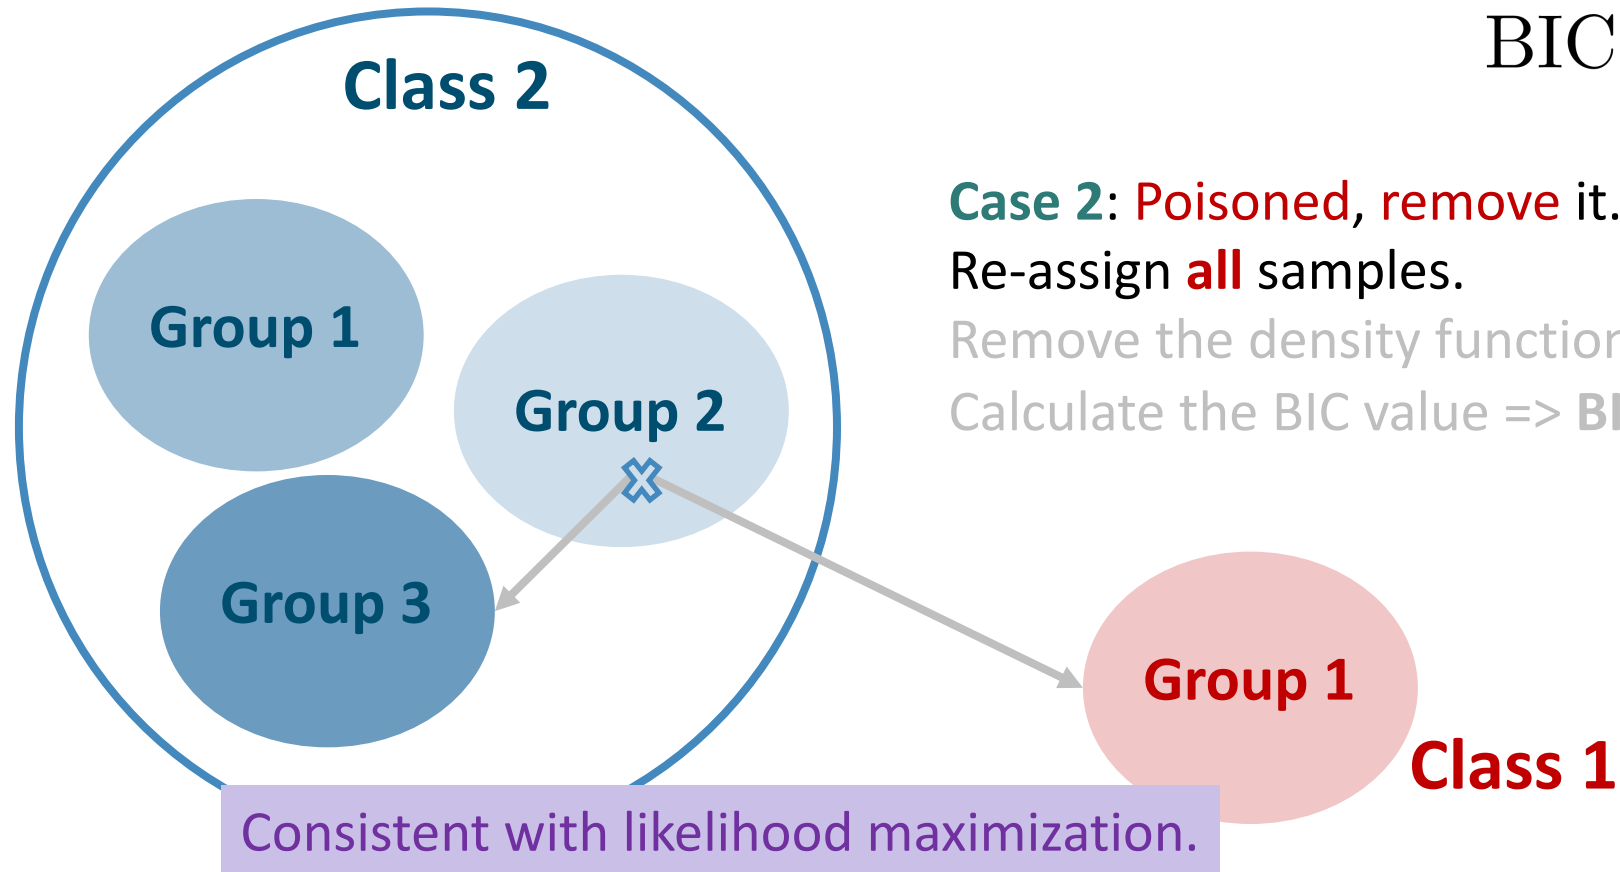 BIC
Class 2
Case 2: Poisoned, remove it.
Re-assign all samples.
Remove the density function
Calculate the BIC value => BI
Group 1
Group 2
Group 3
Group 1
Class 1
Consistent with likelihood maximization.